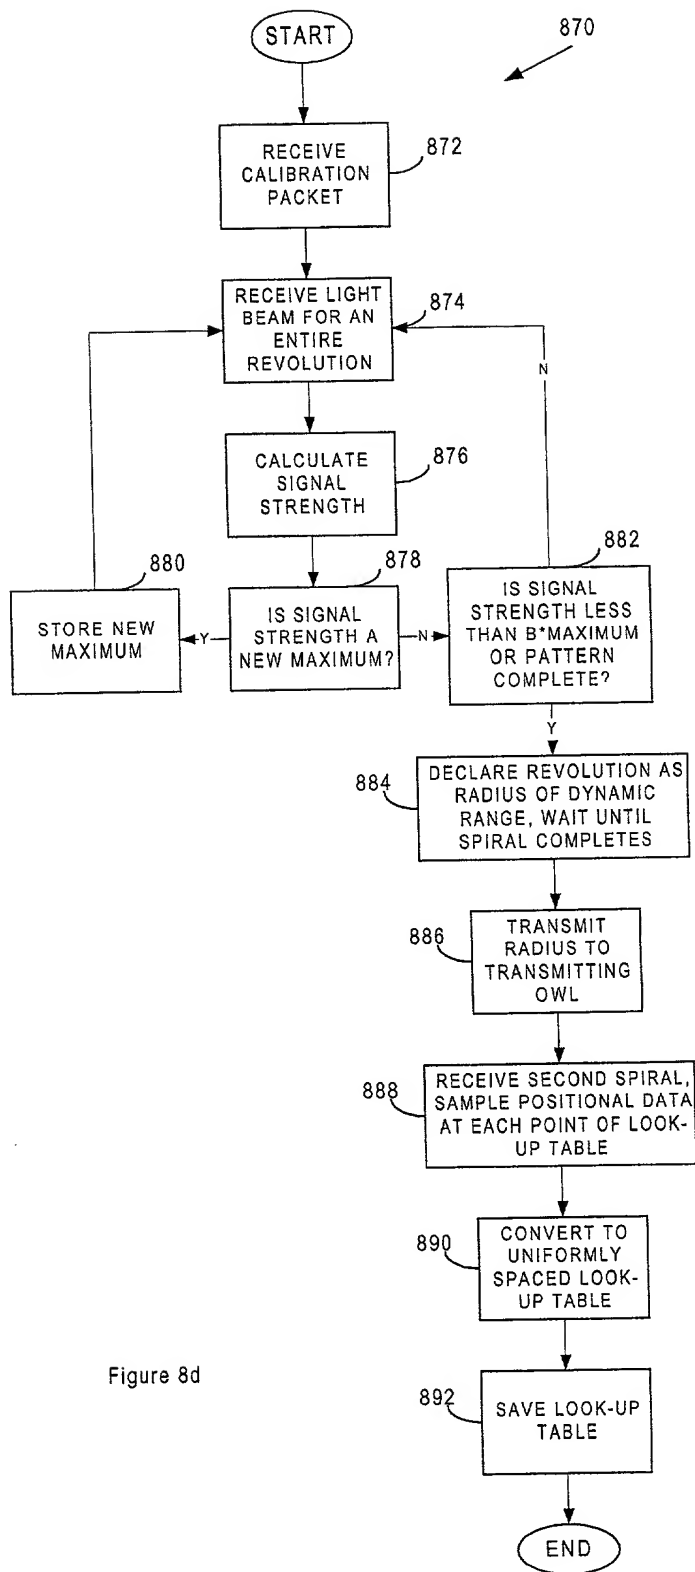 START
870
RECEIVE
CALIBRATION
PACKET
872
RECEIVE LIGHT
BEAM FOR AN
ENTIRE
REVOLUTION
874
N
CALCULATE
SIGNAL
STRENGTH
876
880
878
882
STORE NEW
MAXIMUM
Y
IS SIGNAL
STRENGTH A
NEW MAXIMUM?
N
IS SIGNAL
STRENGTH LESS
THAN B*MAXIMUM
OR PATTERN
COMPLETE?
Y
884
DECLARE REVOLUTION AS
RADIUS OF DYNAMIC
RANGE, WAIT UNTIL
SPIRAL COMPLETES
886
TRANSMIT
RADIUS TO
TRANSMITTING
OWL
888
RECEIVE SECOND SPIRAL,
SAMPLE POSITIONAL DATA
AT EACH POINT OF LOOK-
UP TABLE
890
CONVERT TO
UNIFORMLY
SPACED LOOK-
UP TABLE
Figure 8d
892
SAVE LOOK-UP
TABLE
END